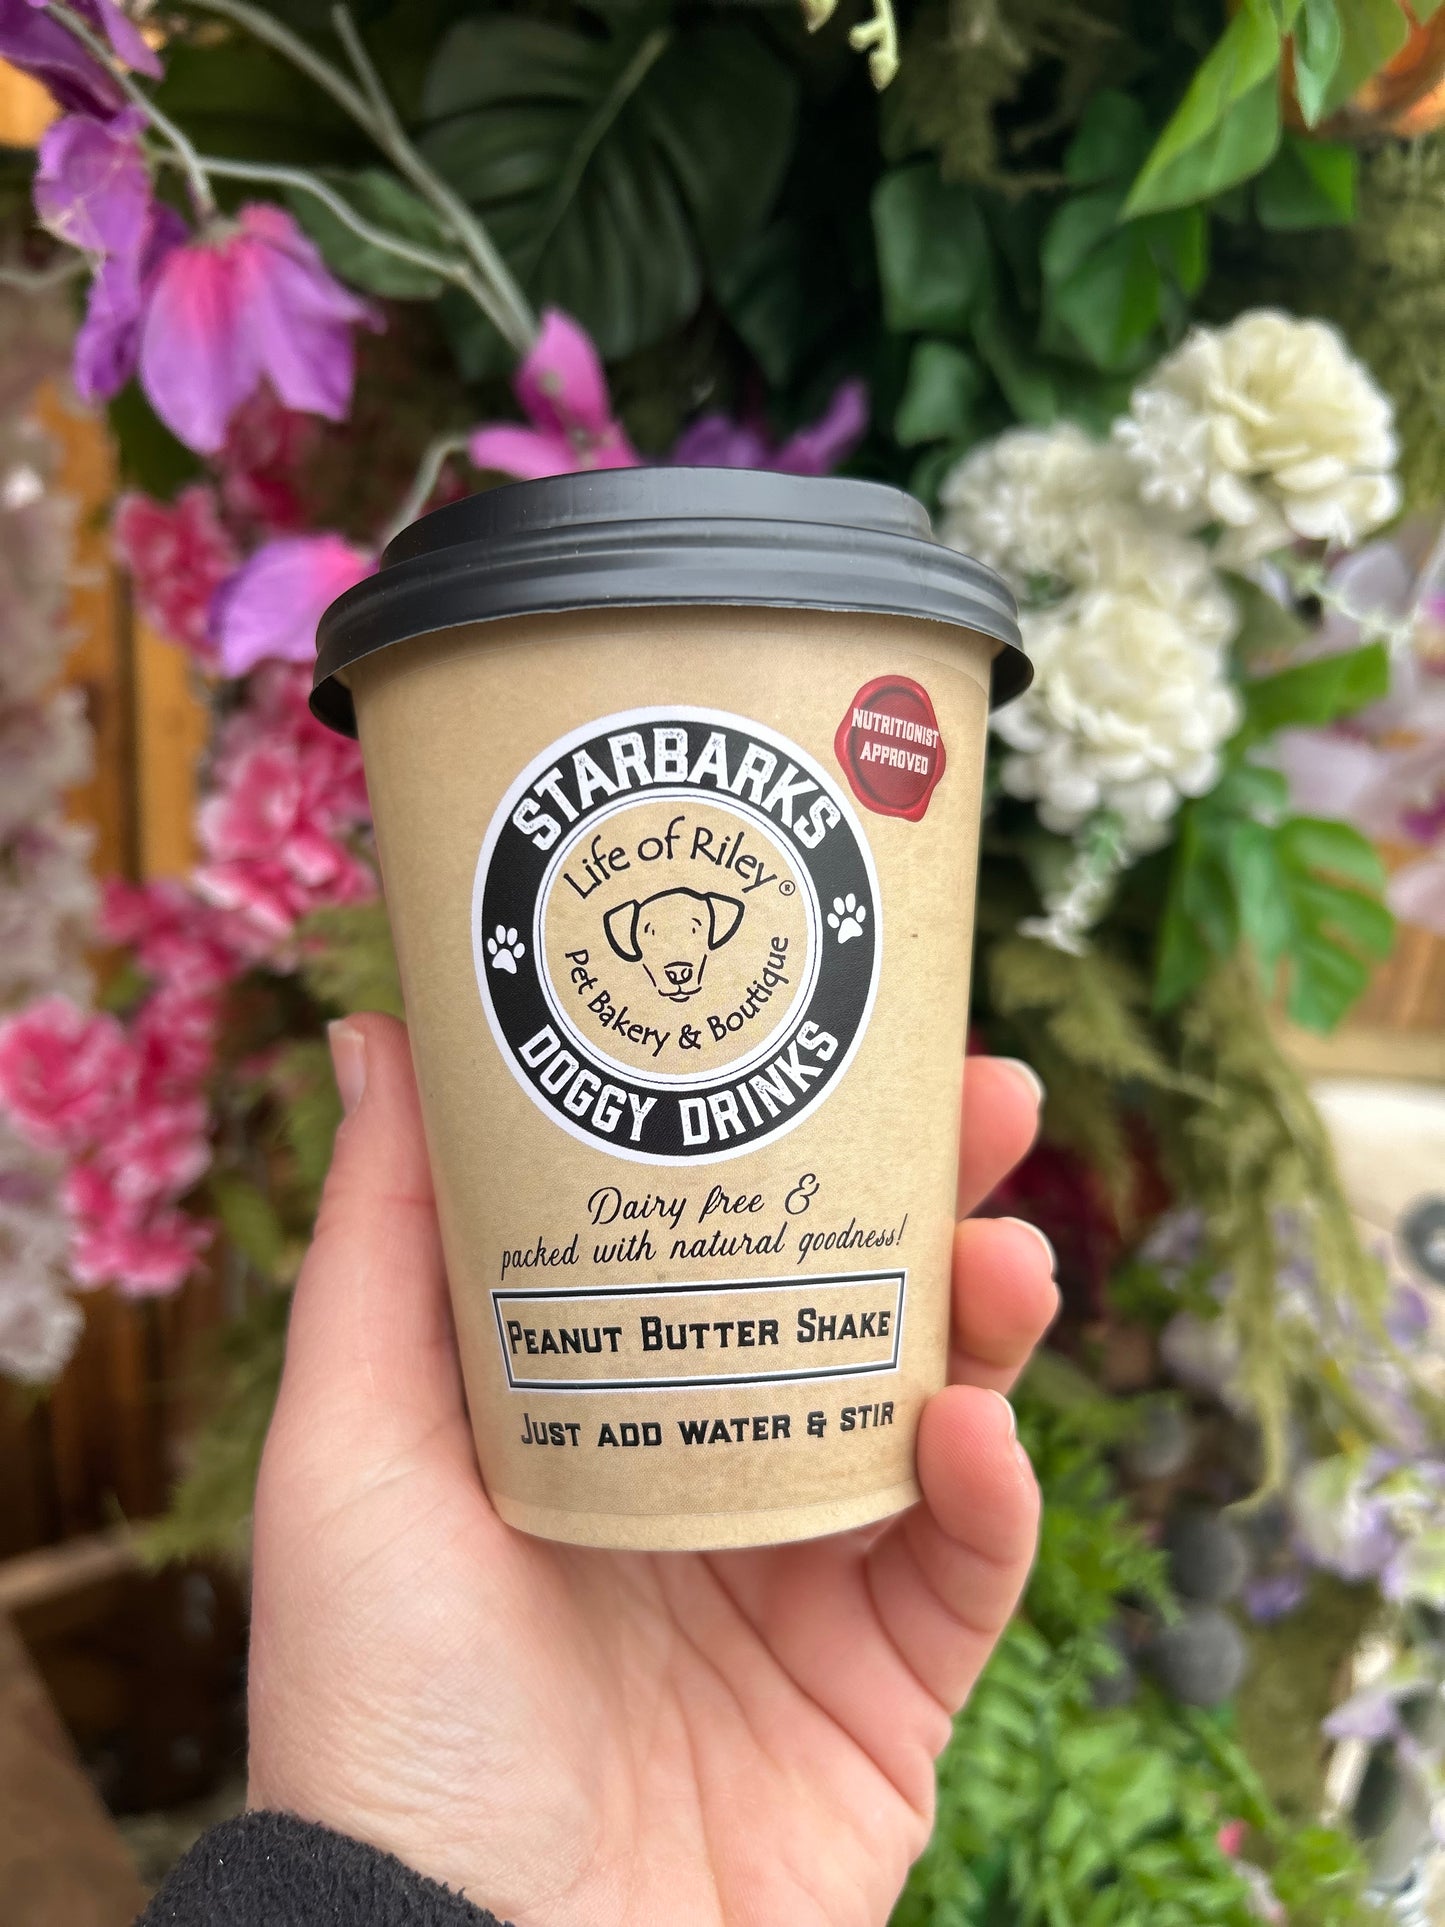 NUTRITIONIST
APPROVED
STARBARKS
Life of Riley®
Pet Bakery & Boutique
DOGGY DRINKS
Dairy free &
packed with natural goodness!
PEANUT BUTTER SHAKE
JUST ADD WATER & STIR